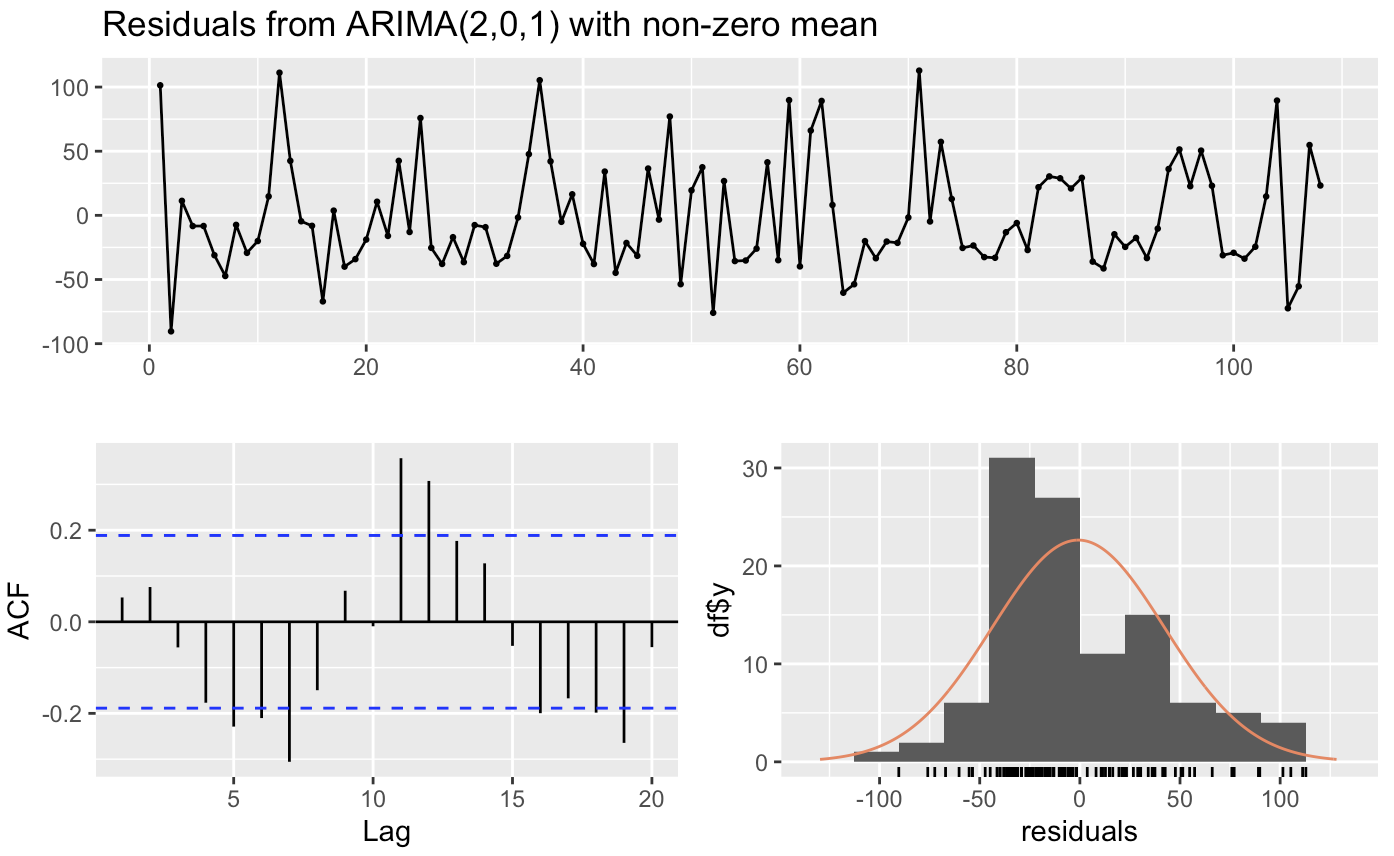 Residuals from ARIMA(2,0,1) with non-zero mean
100
50
0
-50
-100
0 20 40 60 80 100
ACF
0.2
0.0
-0.2
5 10 15 20
Lag
df$y
30
20
10
0
-100 -50 0 50 100
residuals